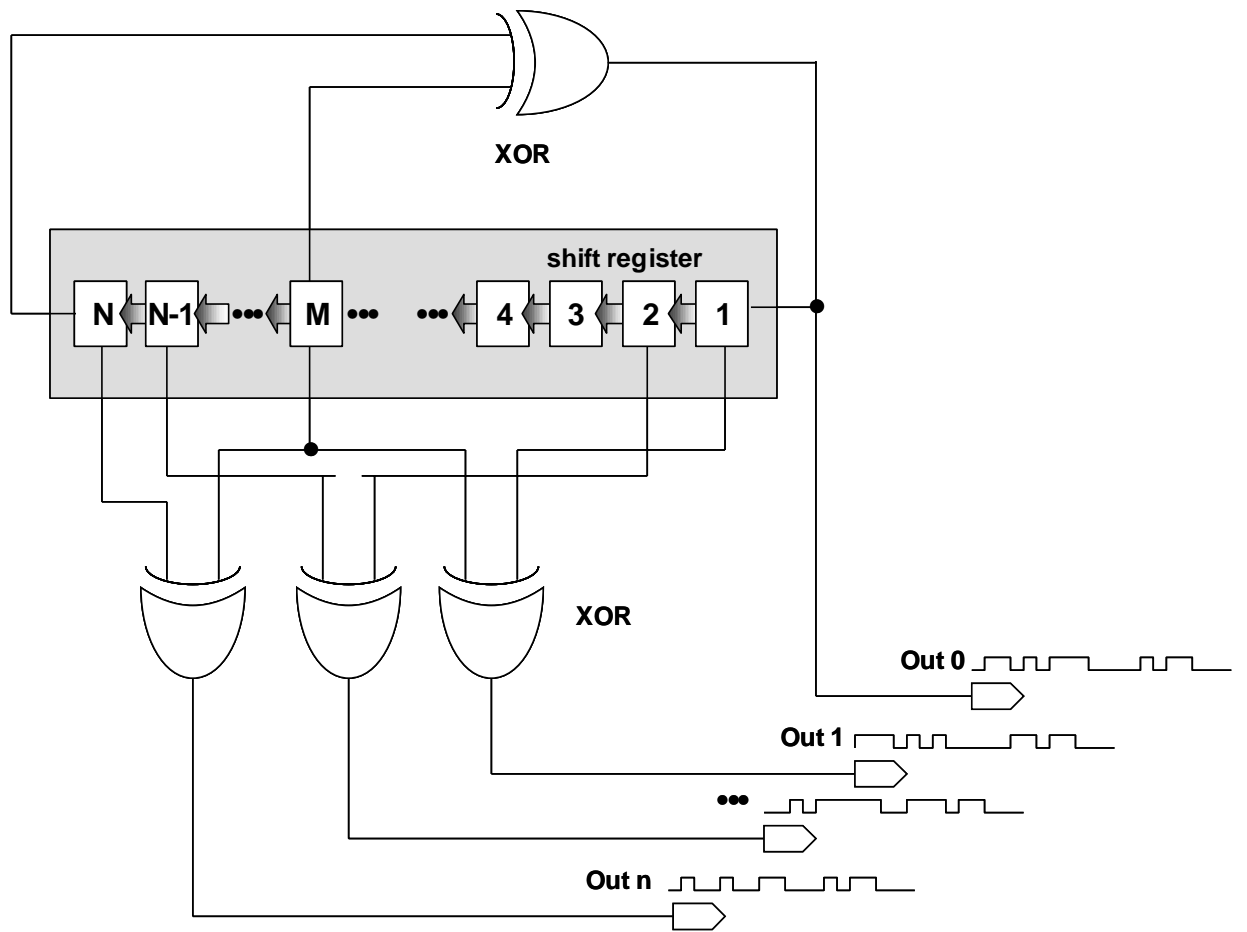 XOR
shift register
N N-1 ••• M ••• ••• 4 3 2 1
XOR
Out 0
Out 1
•••
Out n